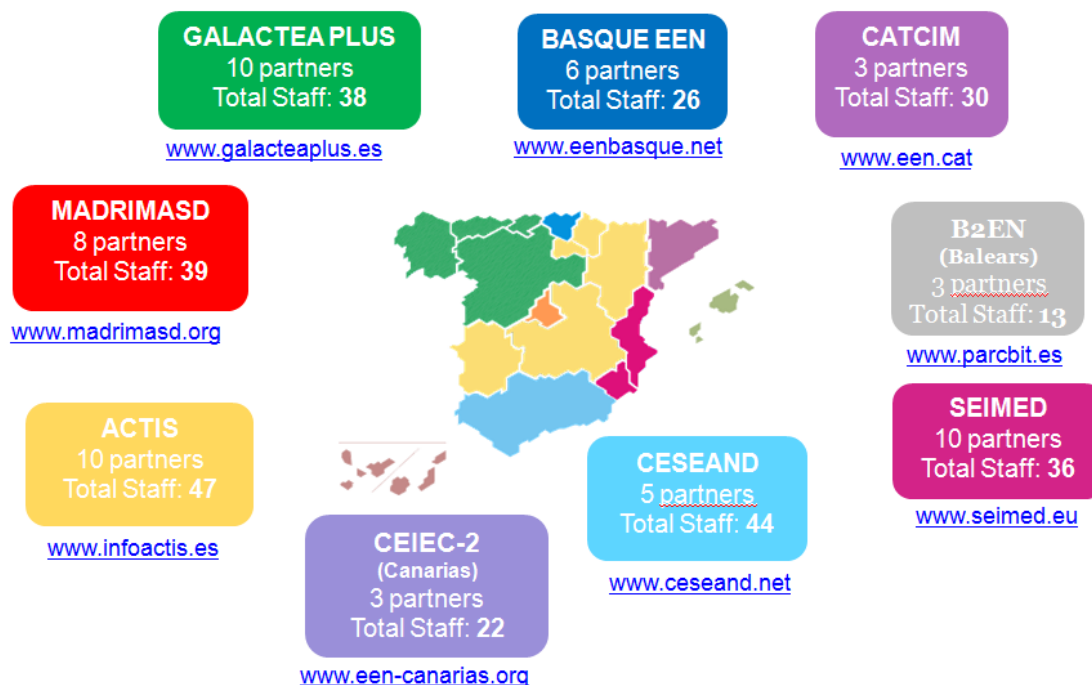 GALACTEA PLUS
10 partners
Total Staff: 38
www.galacteaplus.es
BASQUE EEN
6 partners
Total Staff: 26
www.eenbasque.net
CATCIM
3 partners
Total Staff: 30
www.een.cat
MADRIMASD
8 partners
Total Staff: 39
www.madrimasd.org
B2EN
(Balears)
3 partners
Total Staff: 13
www.parcbit.es
ACTIS
10 partners
Total Staff: 47
www.infoactis.es
SEIMED
10 partners
Total Staff: 36
www.seimed.eu
CESEAND
5 partners
Total Staff: 44
www.ceseand.net
CEIEC-2
(Canarias)
3 partners
Total Staff: 22
www.een-canarias.org